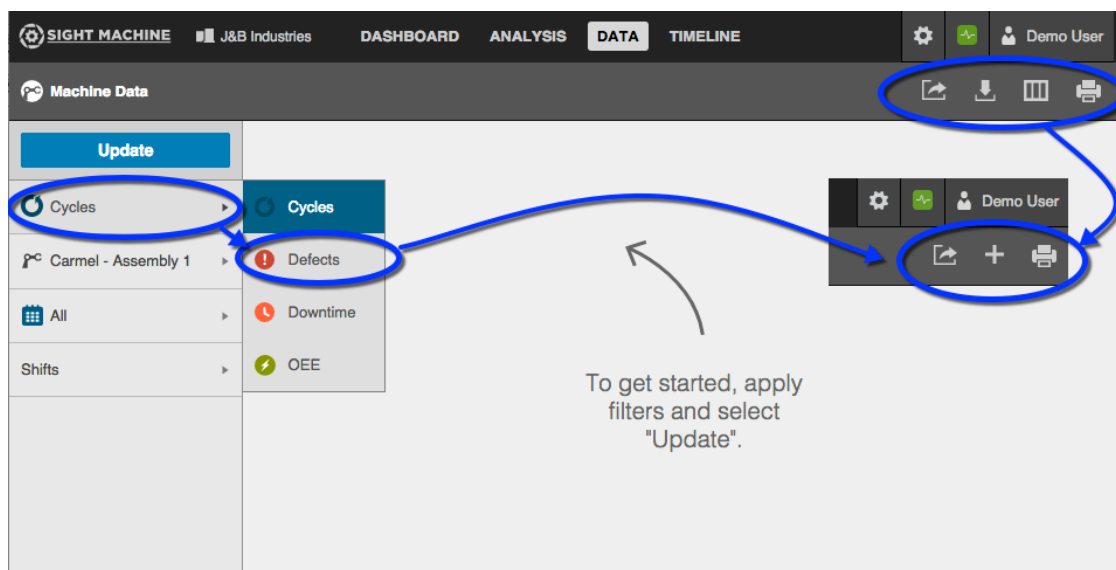 SIGHT MACHINE J&B Industries DASHBOARD ANALYSIS DATA TIMELINE Demo User
Machine Data
Update
Cycles
Carmel - Assembly 1
All
Shifts
Cycles
Defects
Downtime
OEE
Demo User
To get started, apply
filters and select
"Update".